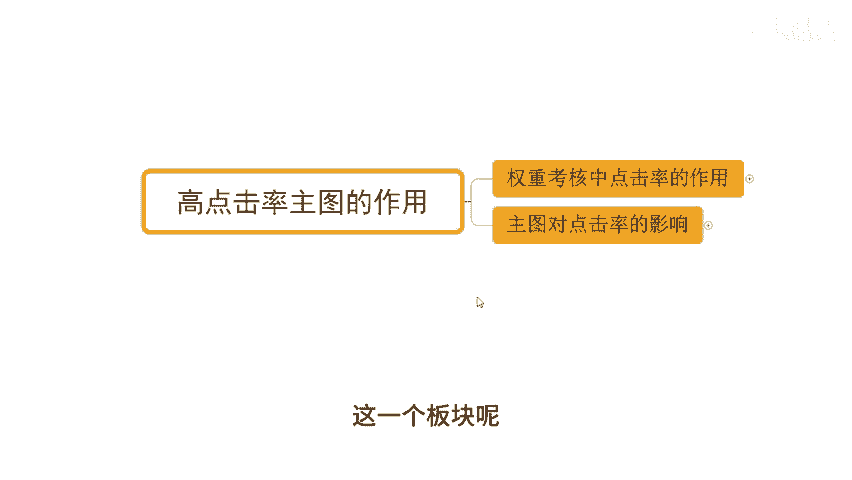 高点击率主图的作用
权重考核中点击率的作用
主图对点击率的影响
这一个板块呢